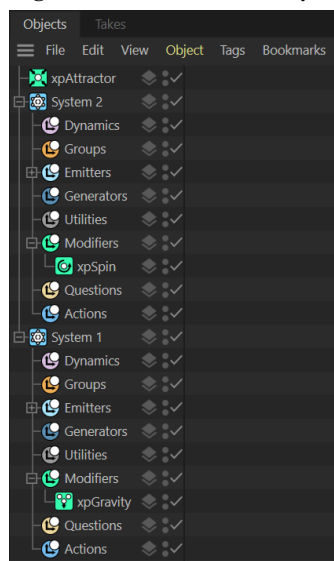 Objects Takes
File Edit View Object Tags Bookmarks
xpAttractor
System 2
Dynamics
Groups
Emitters
Generators
Utilities
Modifiers
xpSpin
Questions
Actions
System 1
Dynamics
Groups
Emitters
Generators
Utilities
Modifiers
xpGravity
Questions
Actions